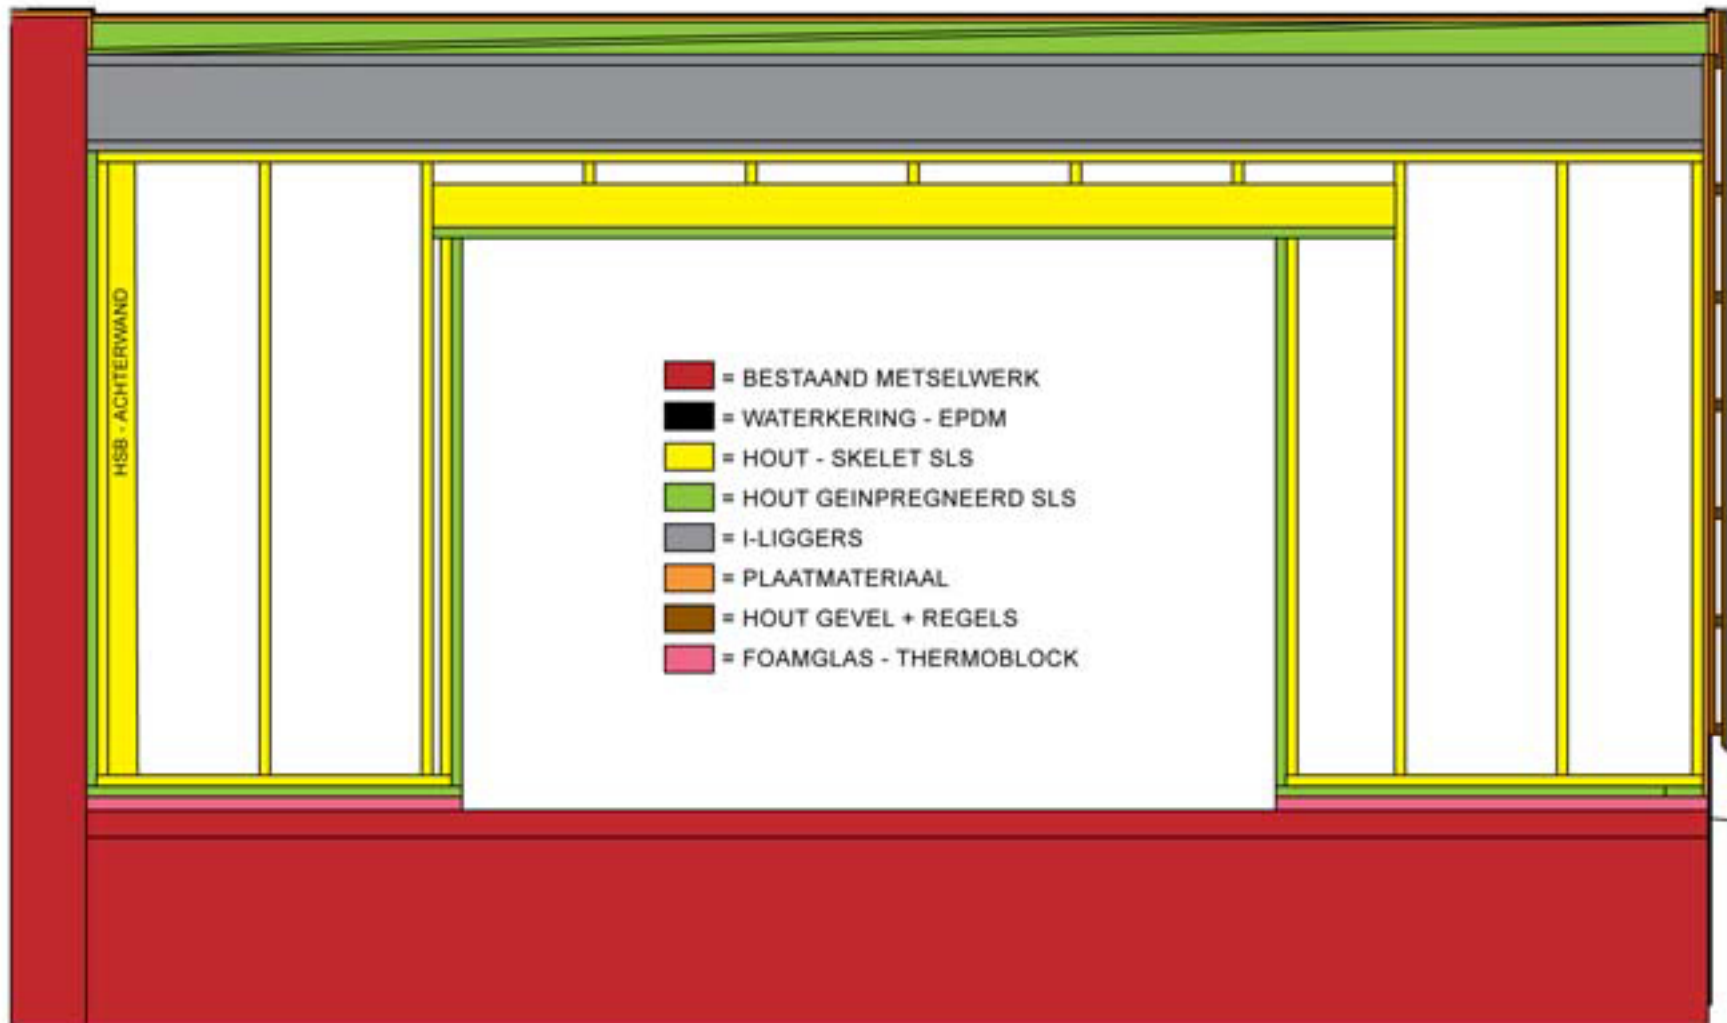 HSB - ACHTERWAND
= BESTAAND METSELWERK
= WATERKERING - EPDM
= HOUT - SKELET SLS
= HOUT GEINPREGNEERD SLS
= I-LIGGERS
= PLAATMATERIAAL
= HOUT GEVEL + REGELS
= FOAMGLAS - THERMOBLOCK